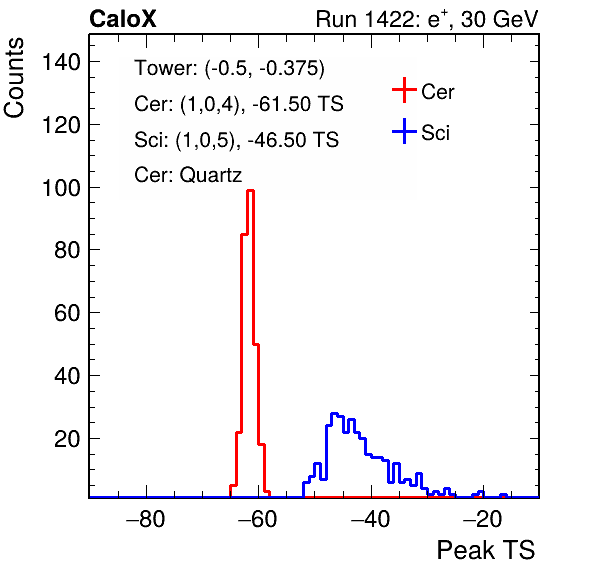 CaloX Run 1422: e⁺, 30 GeV
Counts
Tower: (-0.5, -0.375)
Cer: (1,0,4), -61.50 TS
Sci: (1,0,5), -46.50 TS
Cer: Quartz
Cer
Sci
140
120
100
80
60
40
20
−80 −60 −40 −20
Peak TS